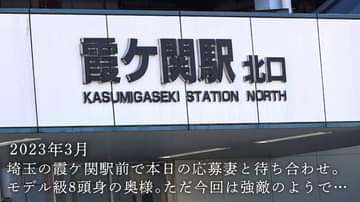 霞ケ関駅 北口
KASUMIGASEKI STATION NORTH
2023年3月
埼玉の霞ケ関駅前で本日の応募妻と待ち合わせ。
モデル級8頭身の奥様。ただ今回は強敵のようで…